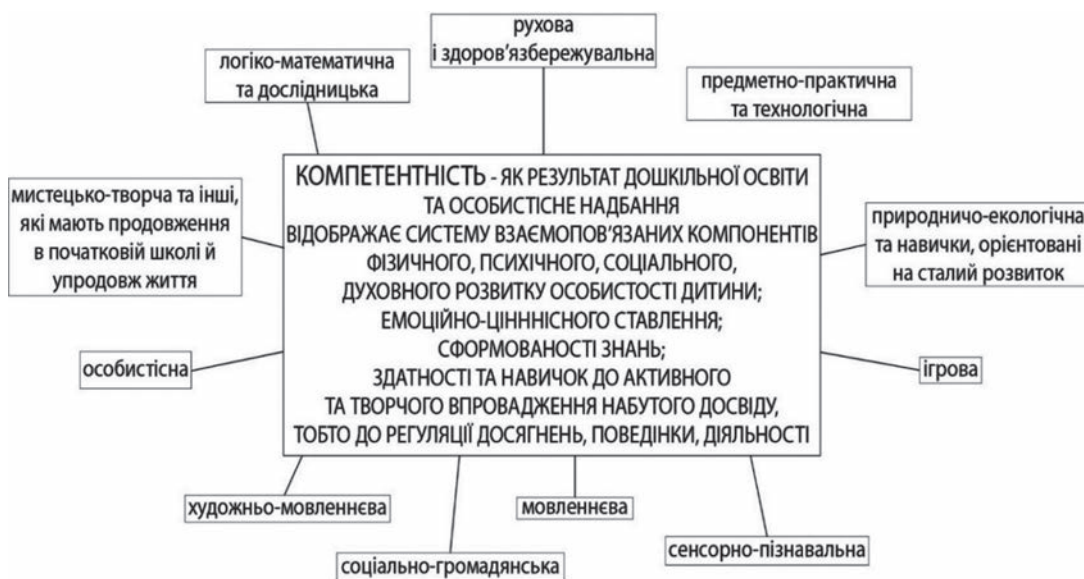 рухова
і здоров’язбережувальна
логіко-математична
та дослідницька
предметно-практична
та технологічна
КОМПЕТЕНТНІСТЬ - ЯК РЕЗУЛЬТАТ ДОШКІЛЬНОЇ ОСВІТИ
ТА ОСОБИСТІСНЕ НАДБАННЯ
ВІДОБРАЖАЄ СИСТЕМУ ВЗАЄМОПОВ’ЯЗАНИХ КОМПОНЕНТІВ
ФІЗИЧНОГО, ПСИХІЧНОГО, СОЦІАЛЬНОГО,
ДУХОВНОГО РОЗВИТКУ ОСОБИСТОСТІ ДИТИНИ;
ЕМОЦІЙНО-ЦІНННІСНОГО СТАВЛЕННЯ;
СФОРМОВАНОСТІ ЗНАНЬ;
ЗДАТНОСТІ ТА НАВИЧОК ДО АКТИВНОГО
ТА ТВОРЧОГО ВПРОВАДЖЕННЯ НАБУТОГО ДОСВІДУ,
ТОБТО ДО РЕГУЛЯЦІЇ ДОСЯГНЕНЬ, ПОВЕДІНКИ, ДІЯЛЬНОСТІ
мистецько-творча та інші,
які мають продовження
в початковій школі й
упродовж життя
природничо-екологічна
та навички, орієнтовані
на сталий розвиток
особистісна
ігрова
художньо-мовленнєва
мовленнєва
соціально-громадянська
сенсорно-пізнавальна